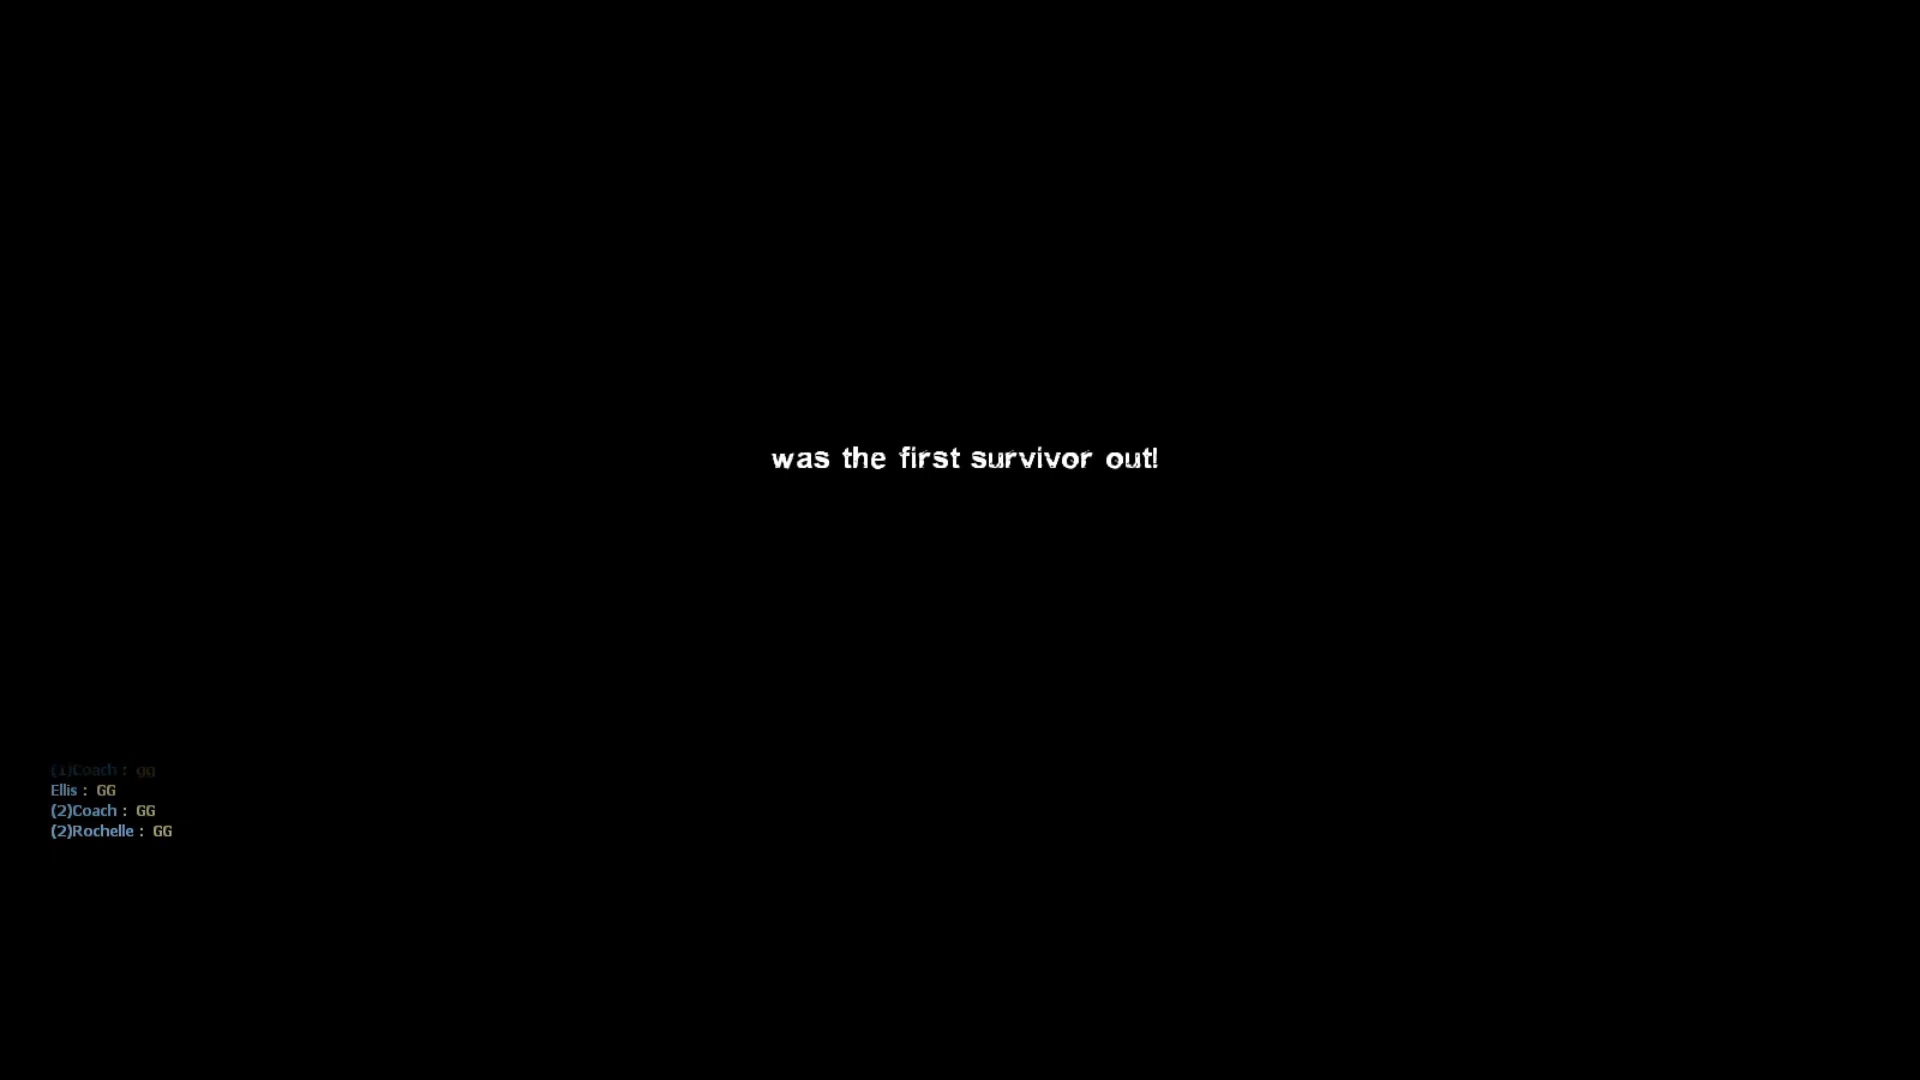 was the first survivor out!
(1)Coach : gg
Ellis : GG
(2)Coach : GG
(2)Rochelle : GG